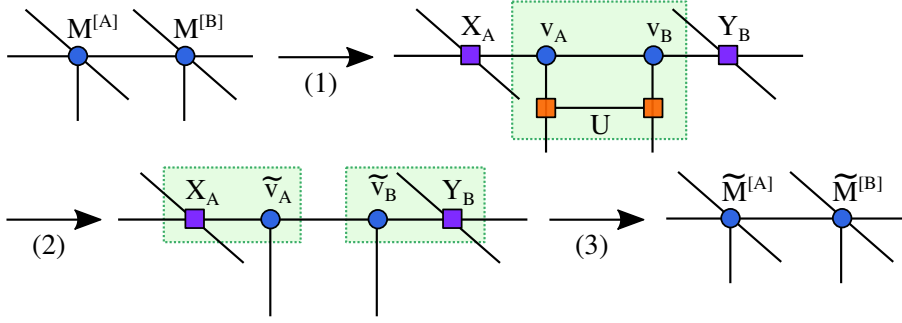 M^[A] M^[B] X_A v_A v_B Y_B
(1) U
X_A ṽ_A ṽ_B Y_B M̃^[A] M̃^[B]
(2) (3)